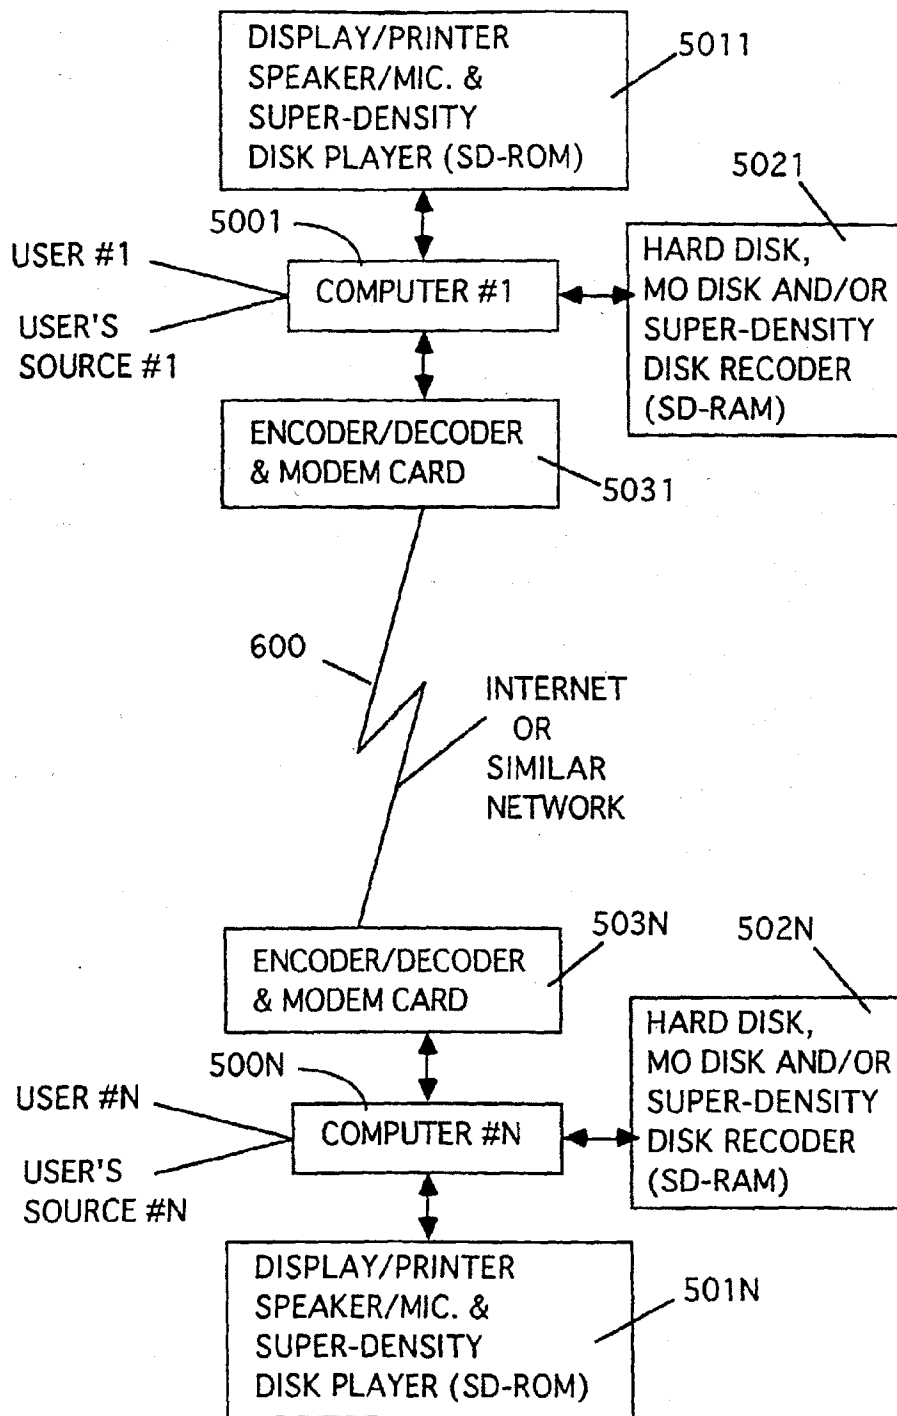 DISPLAY/PRINTER
SPEAKER/MIC. &
SUPER-DENSITY
DISK PLAYER (SD-ROM)
5011
5021
5001
USER #1
USER'S
SOURCE #1
COMPUTER #1
HARD DISK,
MO DISK AND/OR
SUPER-DENSITY
DISK RECODER
(SD-RAM)
ENCODER/DECODER
& MODEM CARD
5031
600
INTERNET
OR
SIMILAR
NETWORK
503N
502N
ENCODER/DECODER
& MODEM CARD
500N
USER #N
USER'S
SOURCE #N
COMPUTER #N
HARD DISK,
MO DISK AND/OR
SUPER-DENSITY
DISK RECODER
(SD-RAM)
DISPLAY/PRINTER
SPEAKER/MIC. &
SUPER-DENSITY
DISK PLAYER (SD-ROM)
501N